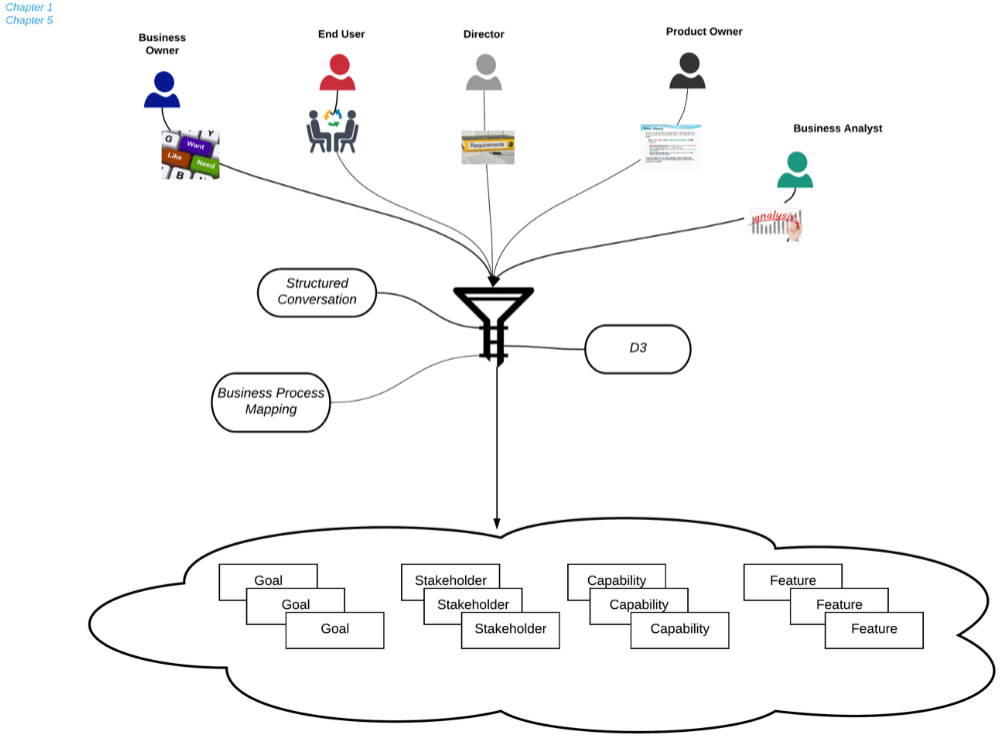 Chapter 1
Chapter 5
Business
Owner
End User
Director
Product Owner
Business Analyst
G
Y
Want
Like
Need
B
Requirements
analysis
Structured
Conversation
D3
Business Process
Mapping
Goal
Stakeholder
Capability
Feature
Goal
Stakeholder
Capability
Feature
Goal
Stakeholder
Capability
Feature